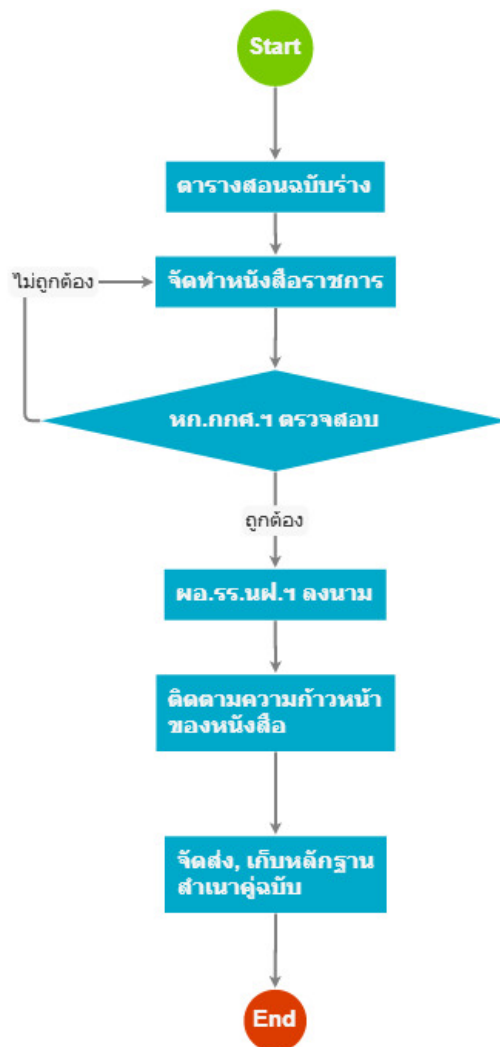 Start
ตารางสอนฉบับร่าง
ไม่ถูกต้อง
จัดทำหนังสือราชการ
หก.กกศ.ฯ ตรวจสอบ
ถูกต้อง
ผอ.รร.นฝ.ฯ ลงนาม
ติดตามความก้าวหน้า
ของหนังสือ
จัดส่ง, เก็บหลักฐาน
สำเนาคู่ฉบับ
End